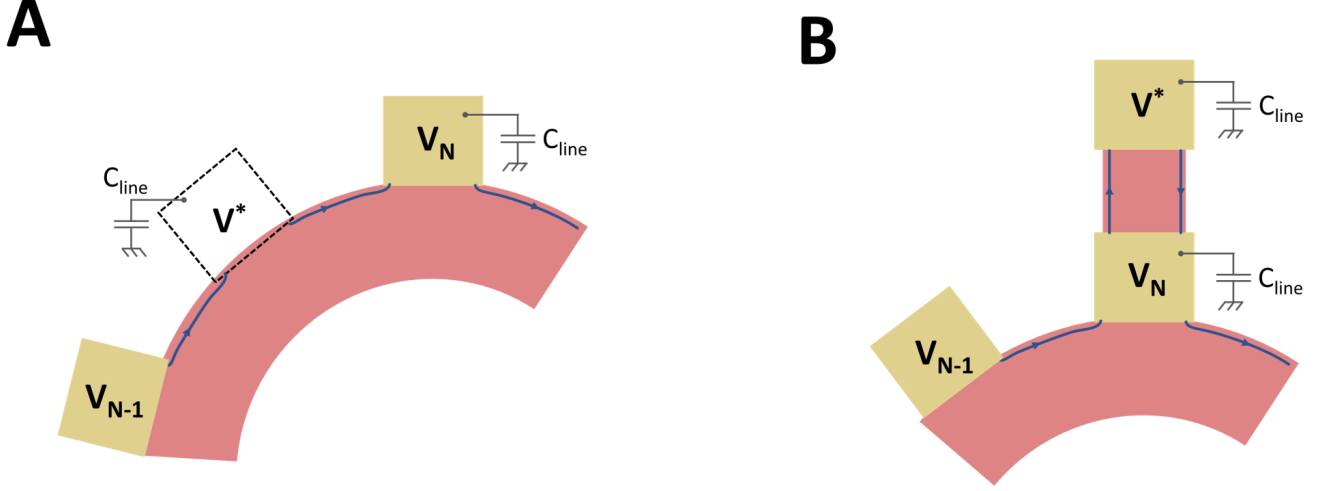 A
C_line
V*
V_N
C_line
V_N-1
B
V*
C_line
V_N
C_line
V_N-1